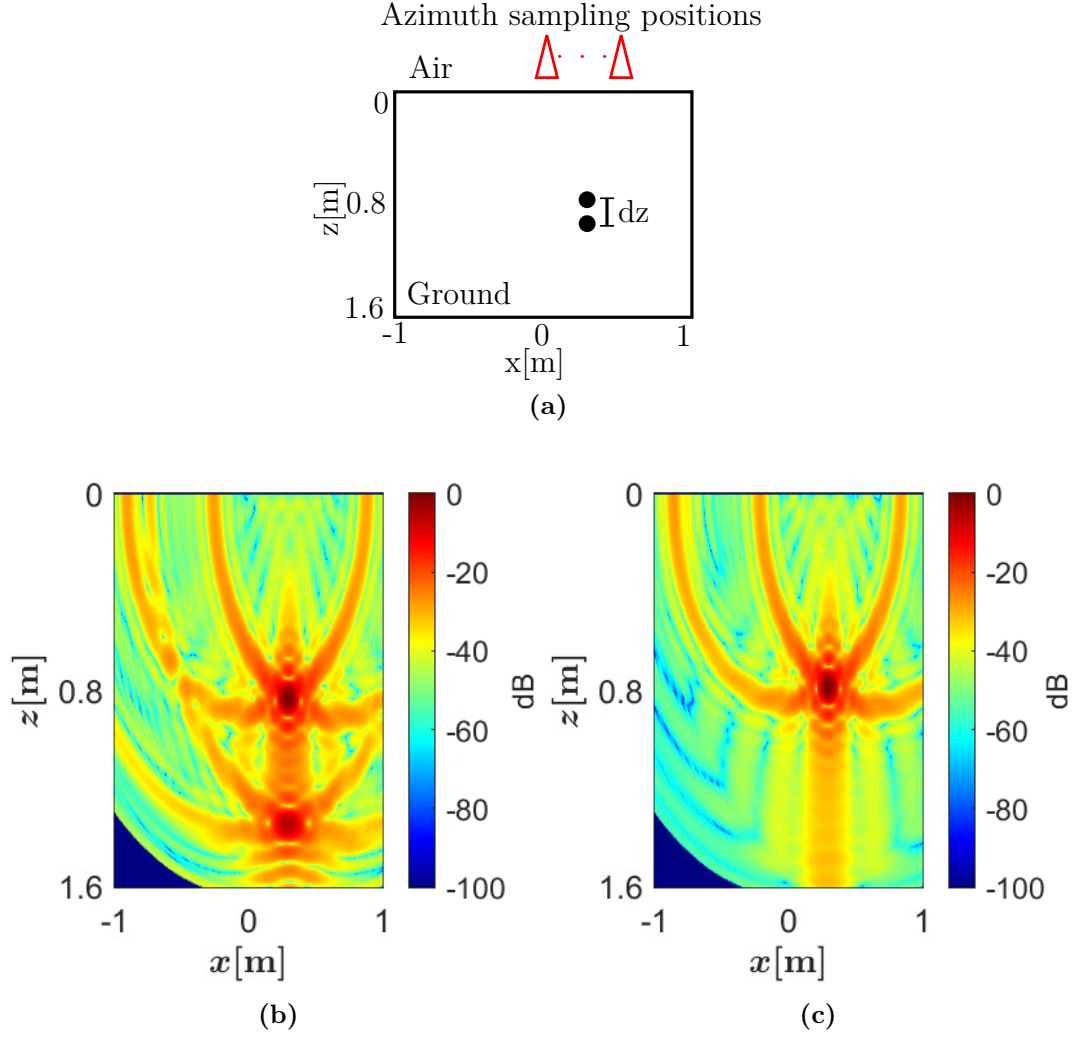 Azimuth sampling positions
Air
0
z[m]
0.8
dz
Ground
1.6
-1 0 1
x[m]
(a)
0 0 0 0
-20 -20
-40 -40
z[m] 0.8 dB z[m] 0.8 dB
-60 -60
-80 -80
1.6 -100 1.6 -100
-1 0 1 -1 0 1
x[m] x[m]
(b) (c)